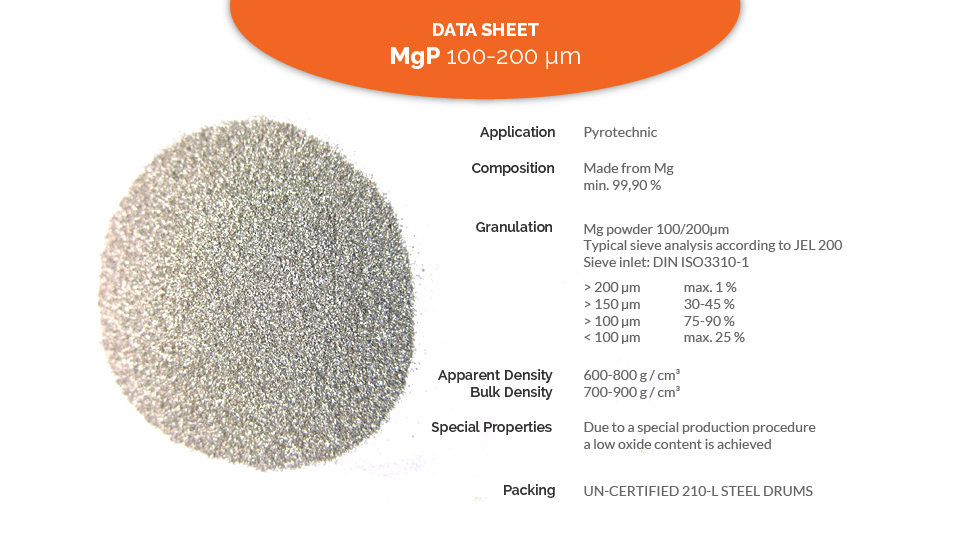 DATA SHEET
MgP 100-200 µm
Application Pyrotechnic
Composition Made from Mg
min. 99,90 %
Granulation Mg powder 100/200µm
Typical sieve analysis according to JEL 200
Sieve inlet: DIN ISO3310-1
> 200 µm max. 1 %
> 150 µm 30-45 %
> 100 µm 75-90 %
< 100 µm max. 25 %
Apparent Density 600-800 g / cm³
Bulk Density 700-900 g / cm³
Special Properties Due to a special production procedure
a low oxide content is achieved
Packing UN-CERTIFIED 210-L STEEL DRUMS